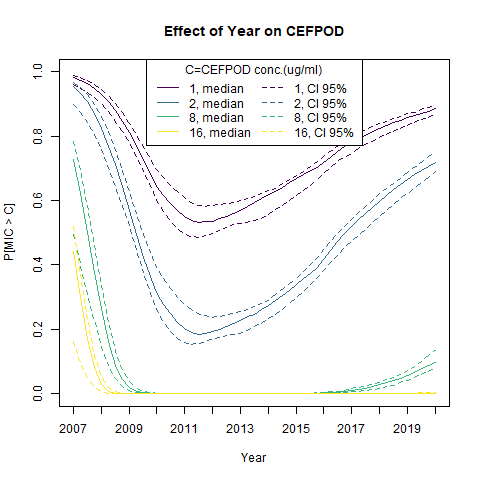 Effect of Year on CEFPOD
C=CEFPOD conc.(ug/ml)
1, median 1, CI 95%
2, median 2, CI 95%
8, median 8, CI 95%
16, median 16, CI 95%
P[MIC > C]
1.0
0.8
0.6
0.4
0.2
0.0
2007 2009 2011 2013 2015 2017 2019
Year